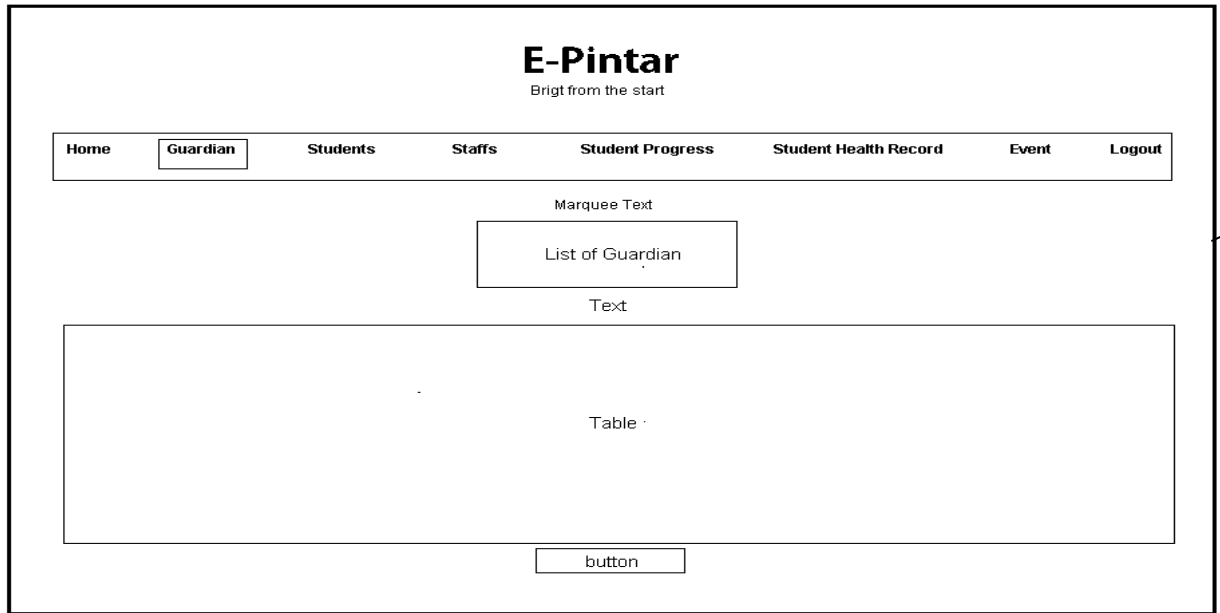 E-Pintar
Brigt from the start
Home Guardian Students Staffs Student Progress Student Health Record Event Logout
Marquee Text
List of Guardian
Text
Table
button